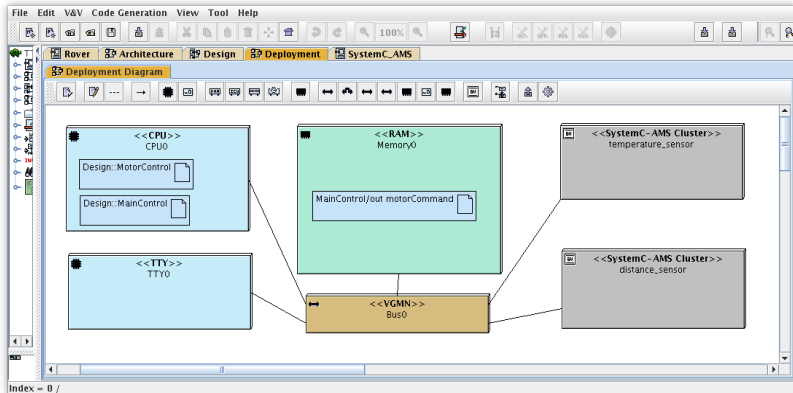 File Edit V&V Code Generation View Tool Help
100%
Rover Architecture Design Deployment SystemC_AMS
Deployment Diagram
<<CPU>>
CPU0
Design::MotorControl
Design::MainControl
<<RAM>>
Memory0
MainControl/out motorCommand
<<SystemC-AMS Cluster>>
temperature_sensor
<<TTY>>
TTY0
<<VGMN>>
Bus0
<<SystemC-AMS Cluster>>
distance_sensor
Index = 0 /